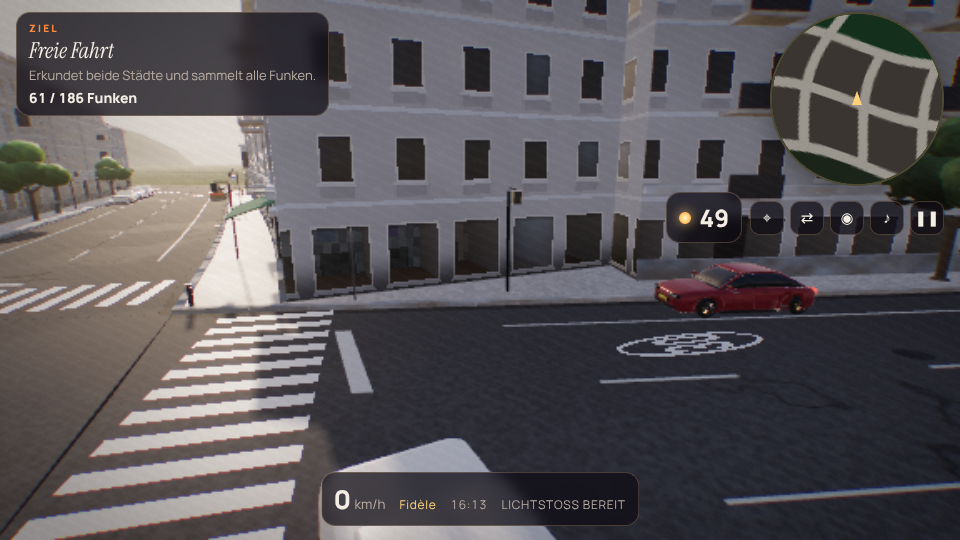 ZIEL
Freie Fahrt
Erkundet beide Städte und sammelt alle Funken.
61 / 186 Funken
49
0 km/h Fidèle 16:13 LICHTSTOSS BEREIT